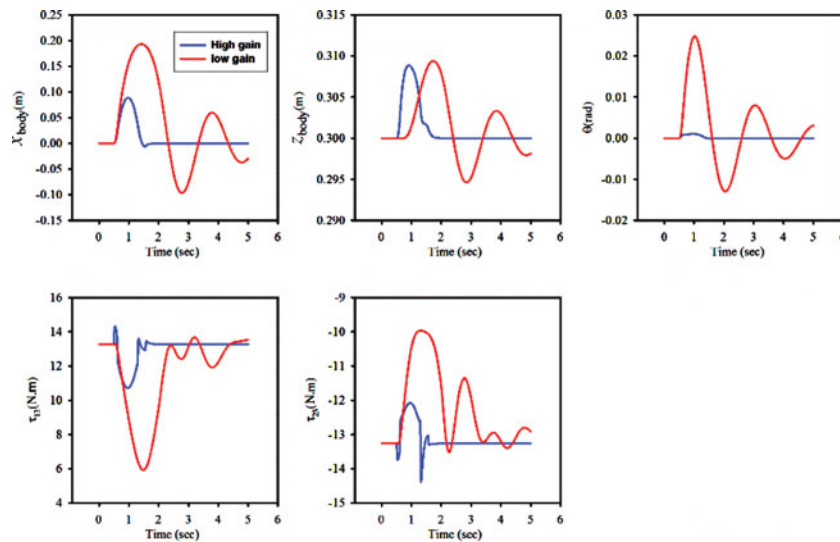 X body(m)
0.25
0.20
0.15
0.10
0.05
0.00
-0.05
-0.10
-0.15
High gain
low gain
0 1 2 3 4 5 6
Time (sec)
Z body(m)
0.315
0.310
0.305
0.300
0.295
0.290
0 1 2 3 4 5 6
Time (sec)
θ(rad)
0.03
0.02
0.01
0.00
-0.01
-0.02
0 1 2 3 4 5 6
Time (sec)
(N.m)
16
14
12
10
8
6
4
0 1 2 3 4 5 6
Time (sec)
(N.m)
-9
-10
-11
-12
-13
-14
-15
0 1 2 3 4 5 6
Time (sec)